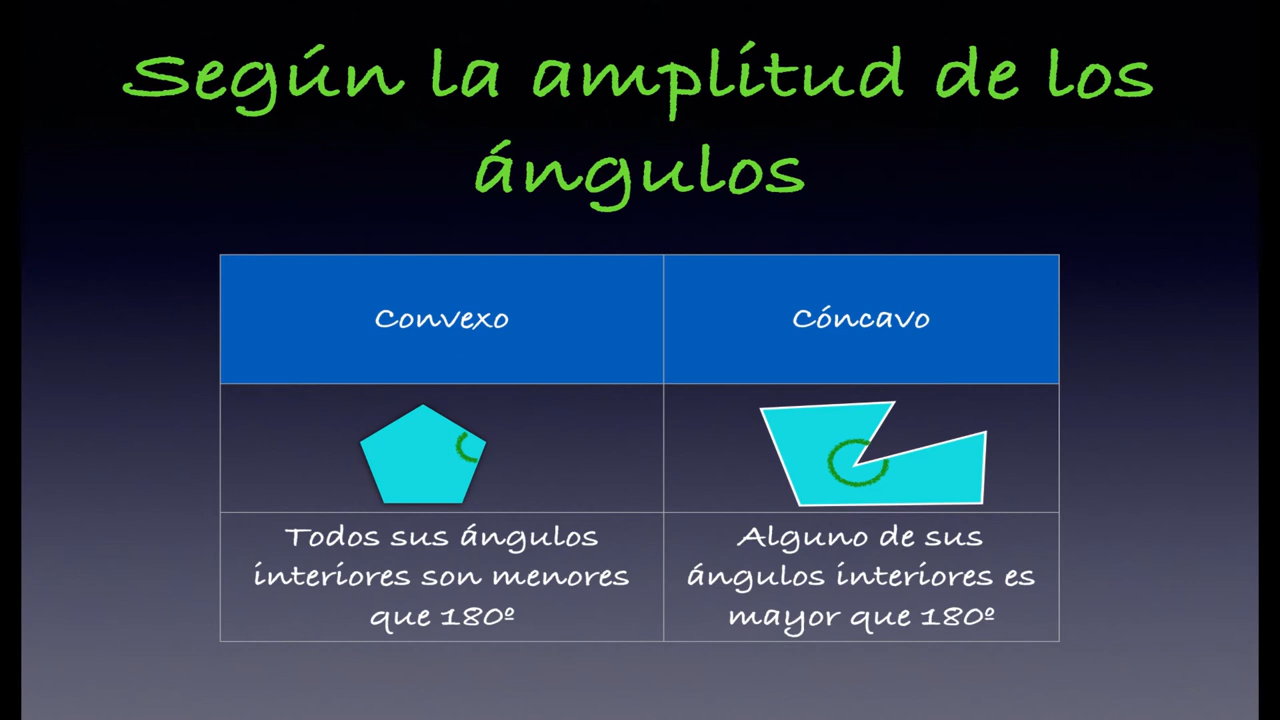 Según la amplitud de los
ángulos
Convexo
Cóncavo
Todos sus ángulos
interiores son menores
que 180º
Alguno de sus
ángulos interiores es
mayor que 180º